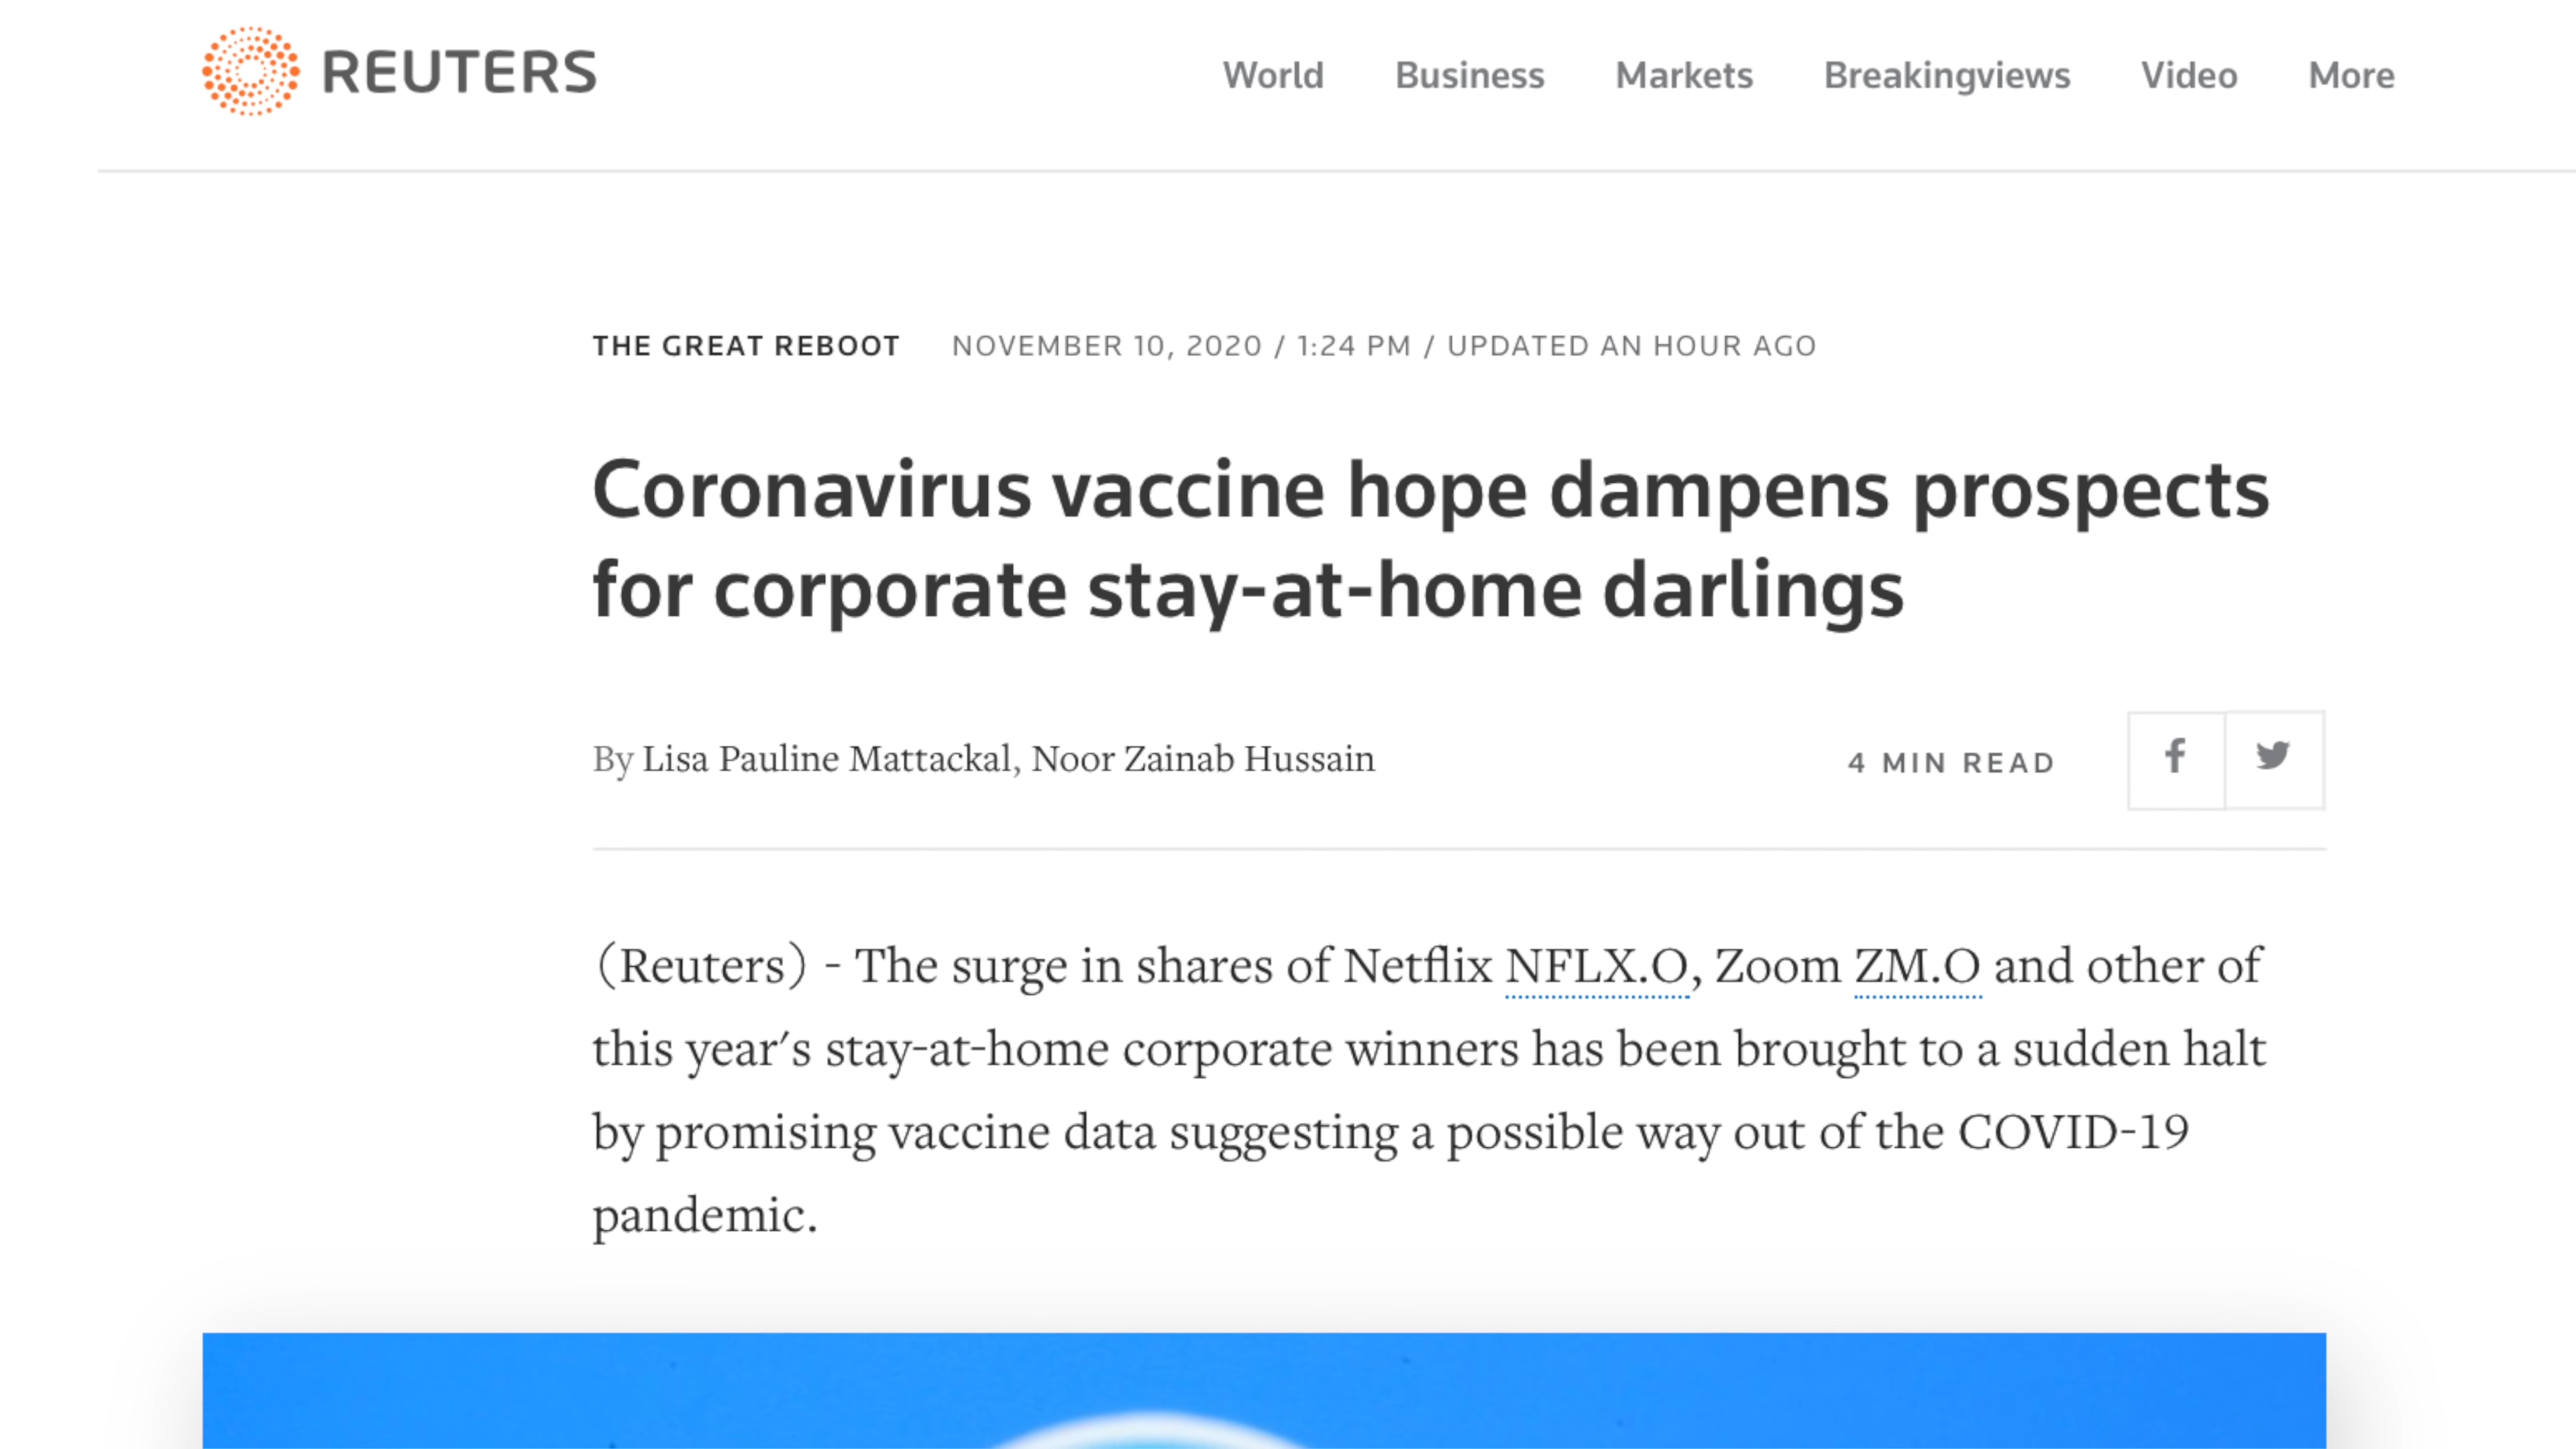 REUTERS
World Business Markets Breakingviews Video More
THE GREAT REBOOT NOVEMBER 10, 2020 / 1:24 PM / UPDATED AN HOUR AGO
Coronavirus vaccine hope dampens prospects
for corporate stay-at-home darlings
By Lisa Pauline Mattackal, Noor Zainab Hussain
4 MIN READ
(Reuters) - The surge in shares of Netflix NFLX.O, Zoom ZM.O and other of
this year's stay-at-home corporate winners has been brought to a sudden halt
by promising vaccine data suggesting a possible way out of the COVID-19
pandemic.